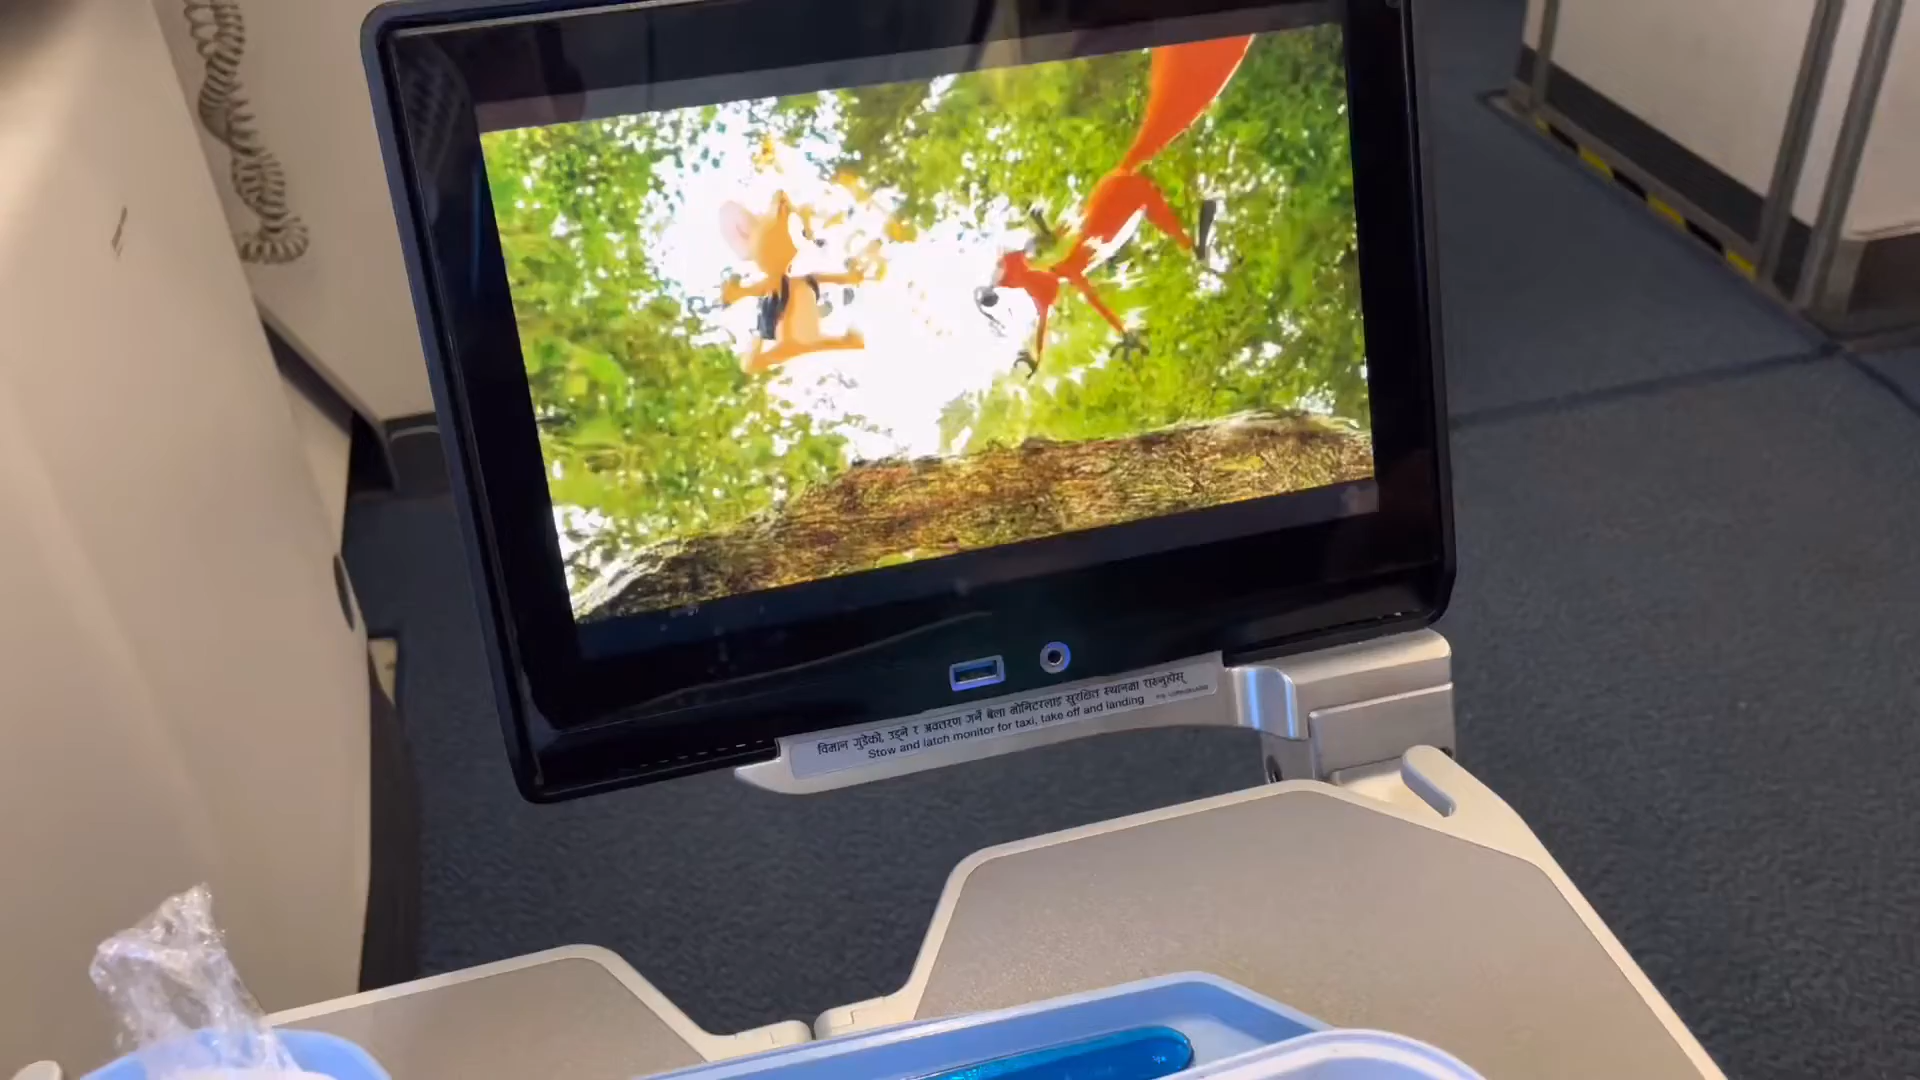 विमान गुडेको, उड्ने र अवतरण गर्ने बेला मोनिटरलाइ सुरक्षित स्थानमा राख्नुहोस्
Stow and latch monitor for taxi, take off and landing